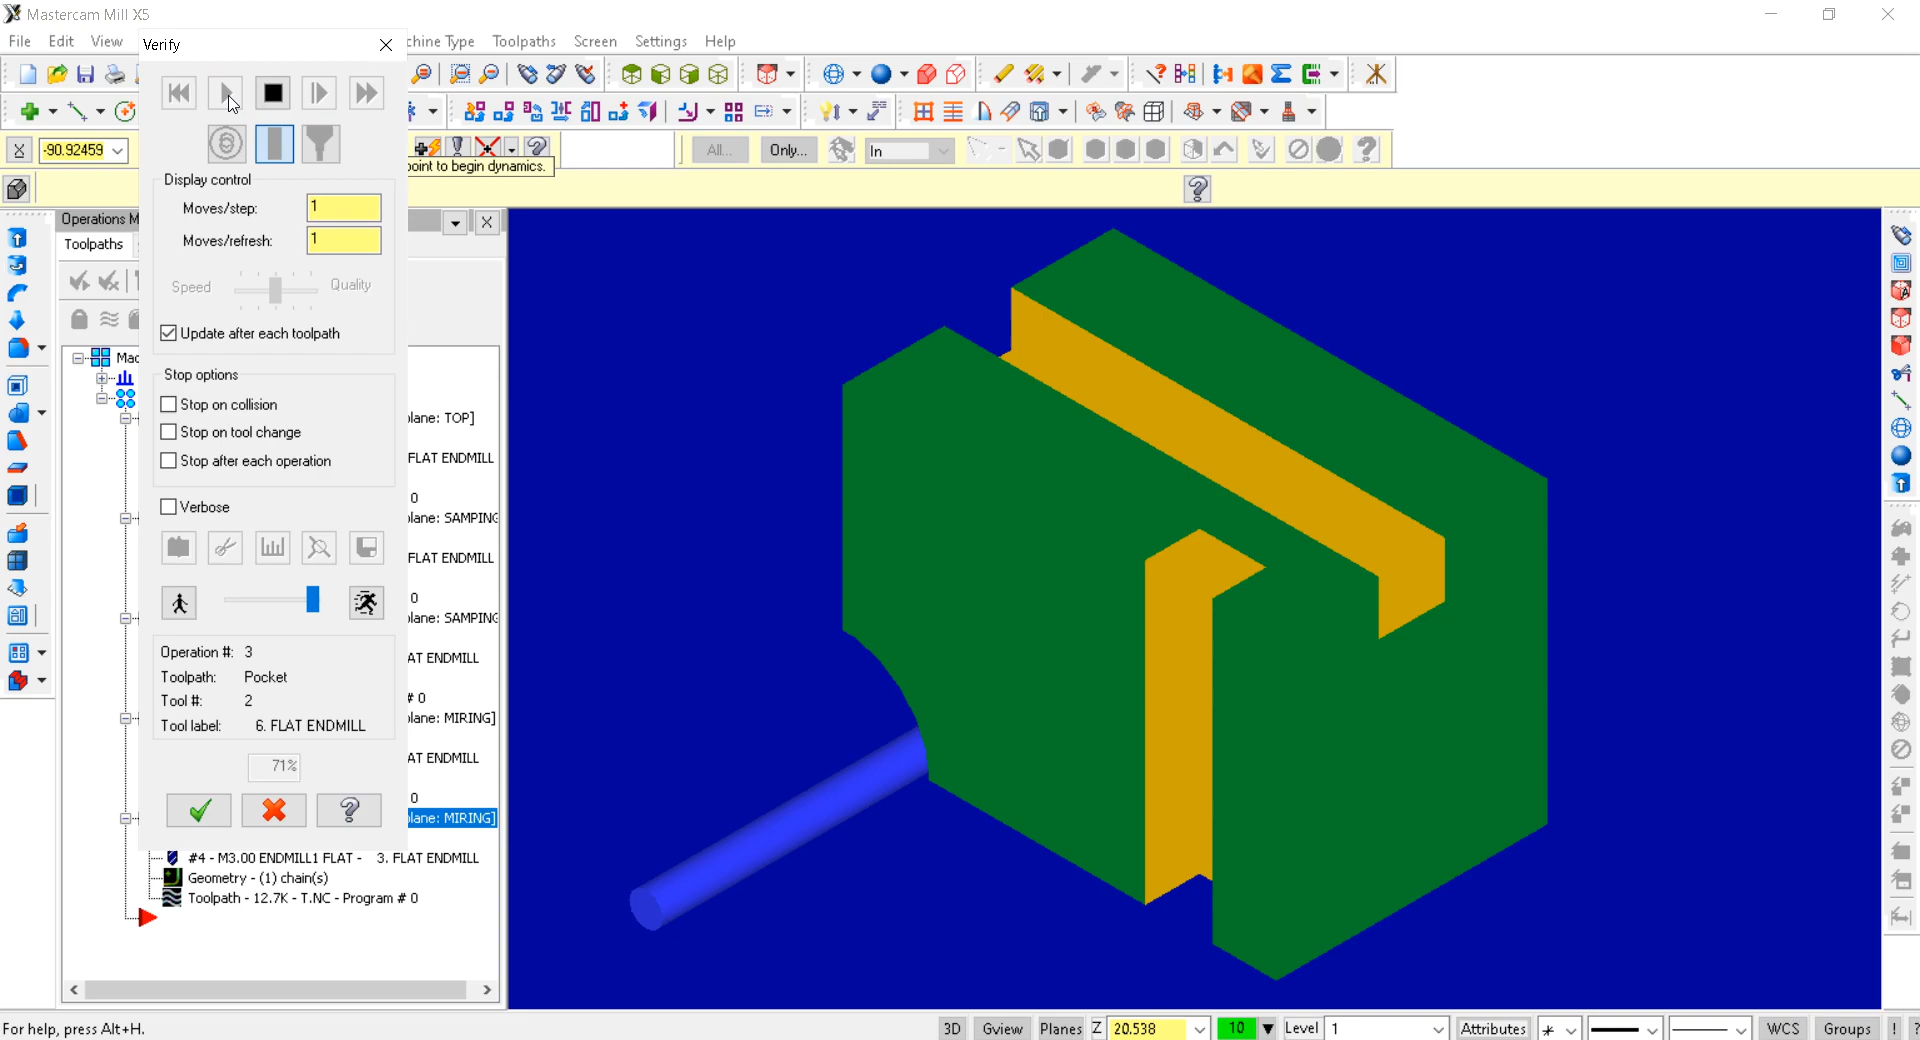 Mastercam Mill X5
File Edit View chine Type Toolpaths Screen Settings Help
Verify
-90.92459
All... Only... In
point to begin dynamics.
Display control
Moves/step: 1
Moves/refresh: 1
Speed Quality
Update after each toolpath
Stop options
Stop on collision
Stop on tool change
Stop after each operation
Verbose
Operation #: 3
Toolpath: Pocket
Tool #: 2
Tool label: 6. FLAT ENDMILL
71%
Operations M
Toolpaths
Mac
plane: TOP]
FLAT ENDMILL
0
plane: SAMPING
FLAT ENDMILL
0
plane: SAMPING
AT ENDMILL
# 0
plane: MIRING]
AT ENDMILL
0
plane: MIRING]
#4 - M3.00 ENDMILL1 FLAT - 3. FLAT ENDMILL
Geometry - (1) chain(s)
Toolpath - 12.7K - T.NC - Program # 0
For help, press Alt+H.
3D Gview Planes Z 20.538 10 Level 1 Attributes WCS Groups ! ?